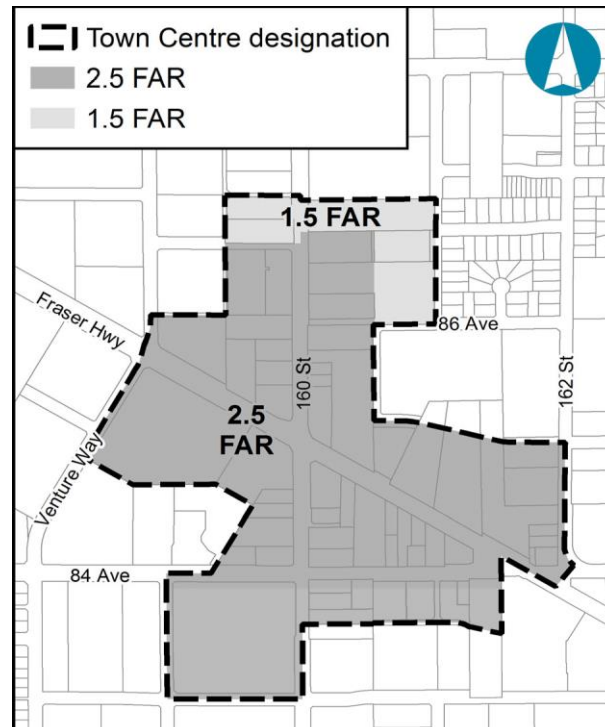 Town Centre designation
2.5 FAR
1.5 FAR
1.5 FAR
Fraser Hwy
86 Ave
160 St
162 St
2.5
FAR
Venture Way
84 Ave